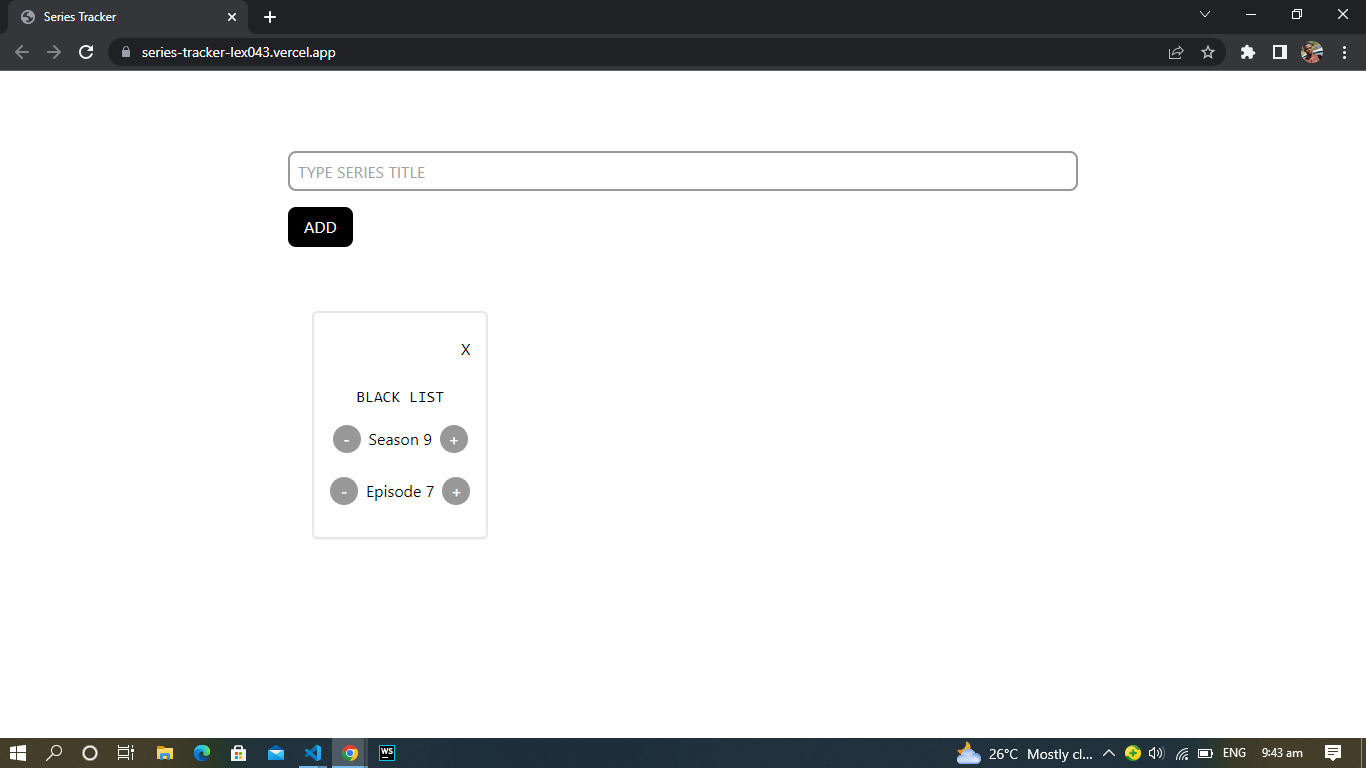 Series Tracker
series-tracker-lex043.vercel.app
TYPE SERIES TITLE
ADD
X
BLACK LIST
- Season 9 +
- Episode 7 +
WS
26°C Mostly cl... ENG 9:43 am